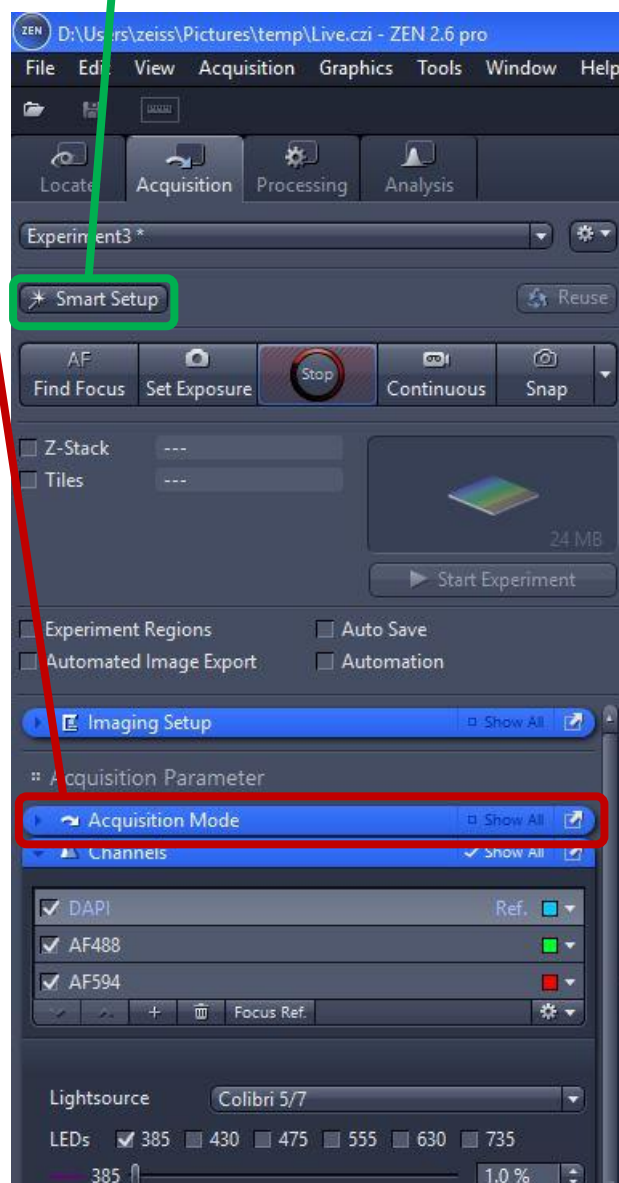 ZEN D:\Users\zeiss\Pictures\temp\Live.czi - ZEN 2.6 pro
File Edit View Acquisition Graphics Tools Window Help
Locate Acquisition Processing Analysis
Experiment3 *
Smart Setup Reuse
AF
Find Focus Set Exposure Stop Continuous Snap
Z-Stack ---
Tiles ---
24 MB
Start Experiment
Experiment Regions Auto Save
Automated Image Export Automation
Imaging Setup Show All
Acquisition Parameter
Acquisition Mode Show All
Channels Show All
DAPI Ref.
AF488
AF594
+ Focus Ref.
Lightsource Colibri 5/7
LEDs 385 430 475 555 630 735
385 1.0 %